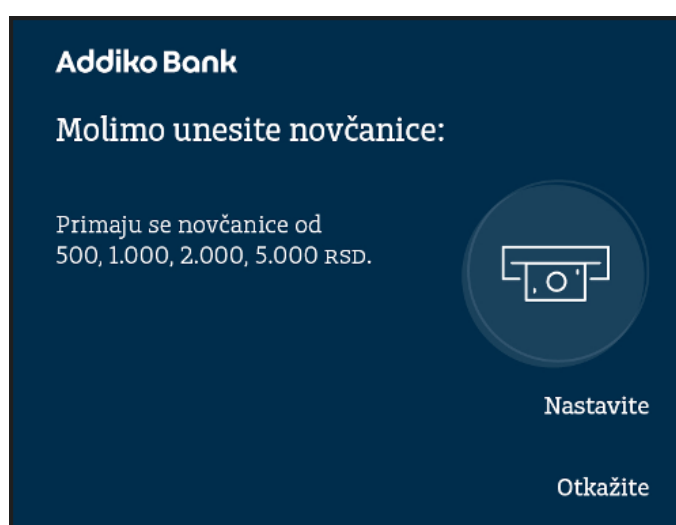 Addiko Bank
Molimo unesite novčanice:
Primaju se novčanice od
500, 1.000, 2.000, 5.000 RSD.
Nastavite
Otkažite